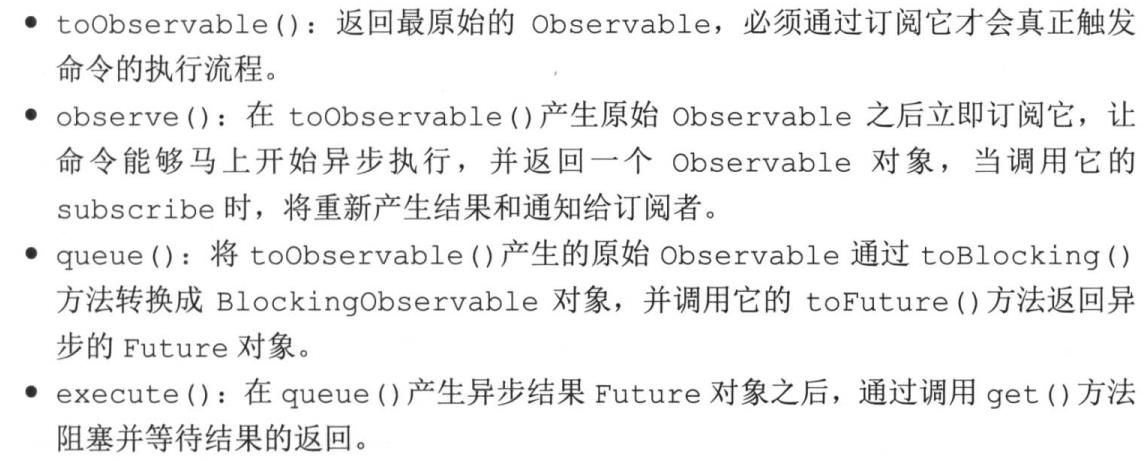 • toObservable()：返回最原始的 Observable，必须通过订阅它才会真正触发
命令的执行流程。
• observe()：在 toObservable()产生原始 Observable 之后立即订阅它，让
命令能够马上开始异步执行，并返回一个 Observable 对象，当调用它的
subscribe 时，将重新产生结果和通知给订阅者。
• queue()：将 toObservable()产生的原始 Observable 通过 toBlocking()
方法转换成 BlockingObservable 对象，并调用它的 toFuture()方法返回异
步的 Future 对象。
• execute()：在 queue()产生异步结果 Future 对象之后，通过调用 get()方法
阻塞并等待结果的返回。